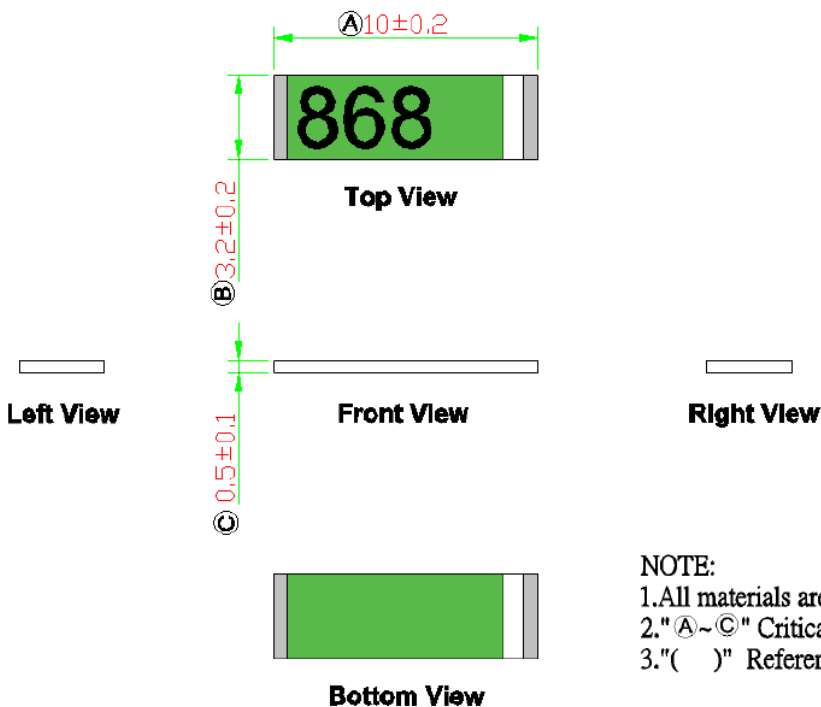 Ⓐ10±0.2
868
Top View
Ⓑ3.2±0.2
Left View
Front View
Right View
Ⓒ0.5±0.1
NOTE:
1.All materials are
2."Ⓐ~Ⓒ" Critica
3."(    )" Referen
Bottom View